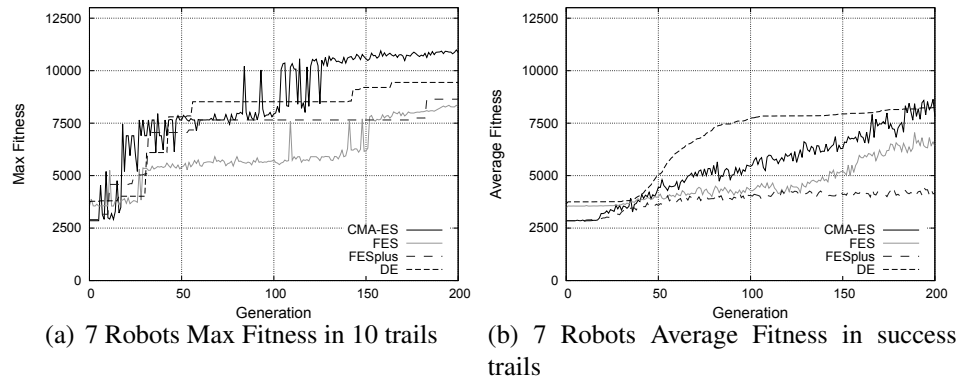 12500
10000
7500
5000
2500
0
Max Fitness
CMA-ES
FES
FESplus
DE
0 50 100 150 200
Generation
(a) 7 Robots Max Fitness in 10 trails
12500
10000
7500
5000
2500
0
Average Fitness
CMA-ES
FES
FESplus
DE
0 50 100 150 200
Generation
(b) 7 Robots Average Fitness in success
trails